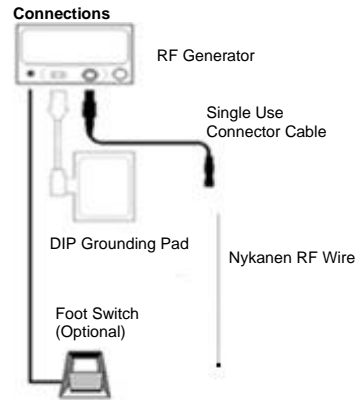 Connections
RF Generator
Single Use
Connector Cable
DIP Grounding Pad
Nykanen RF Wire
Foot Switch
(Optional)